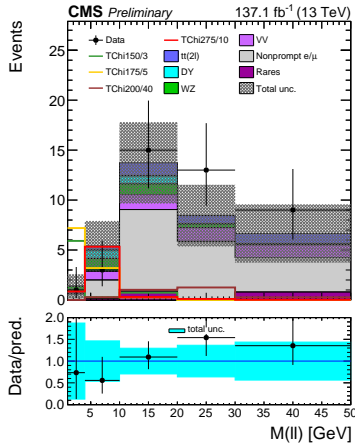 CMS Preliminary 137.1 fb⁻¹ (13 TeV)
Events
Data TChi275/10 VV
TChi150/3 tt(2l) Nonprompt e/μ
TChi175/5 DY Rares
TChi200/40 WZ Total unc.
25
20
15
10
5
0
Data/pred.
2.0
1.5
1.0
0.5
0.0
total unc.
5 10 15 20 25 30 35 40 45 50
M(ll) [GeV]